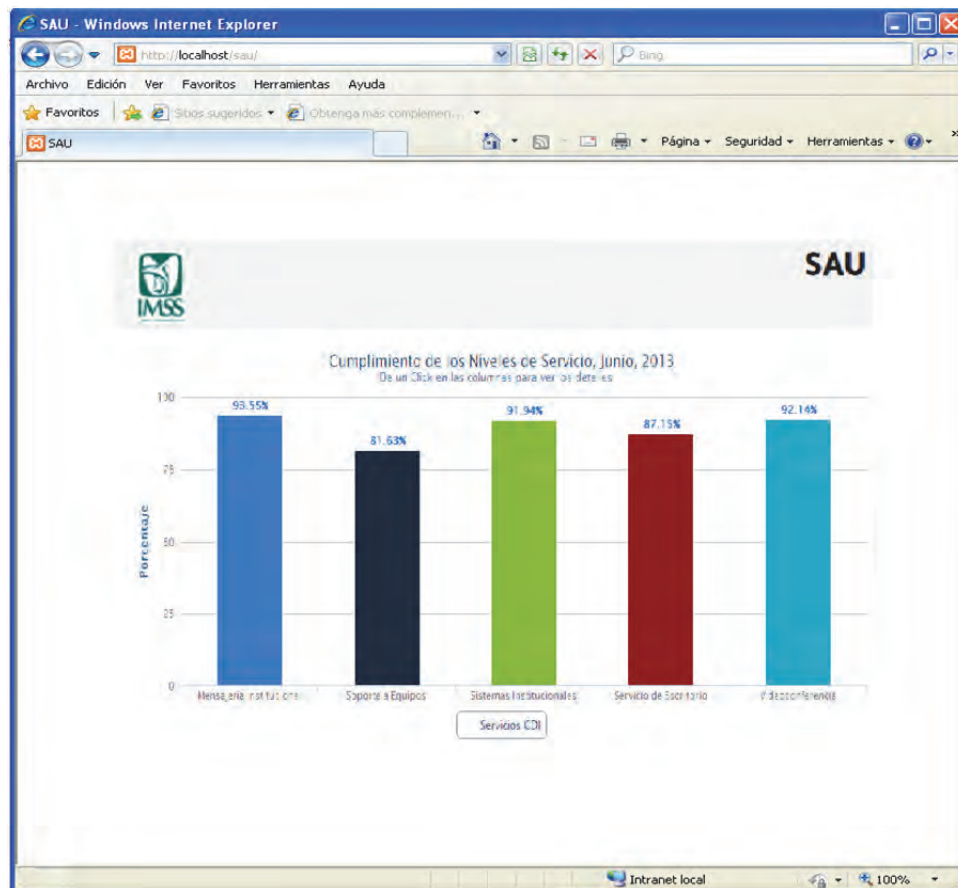 SAU - Windows Internet Explorer
http://localhost/sau/
Bing
Archivo Edición Ver Favoritos Herramientas Ayuda
Favoritos Sitios sugeridos Obtenga más complemen...
SAU
Página Seguridad Herramientas
SAU
IMSS
Cumplimiento de los Niveles de Servicio, Junio, 2013
De un Click en las columnas para ver los detalles
100
93.55%
81.63%
91.94%
87.15%
92.14%
75
50
25
0
Porcentaje
Mensajería Institucional Soporte a Equipos Sistemas Institucionales Servicio de Escritorio Videoconferencia
Servicios CDI
Intranet local 100%